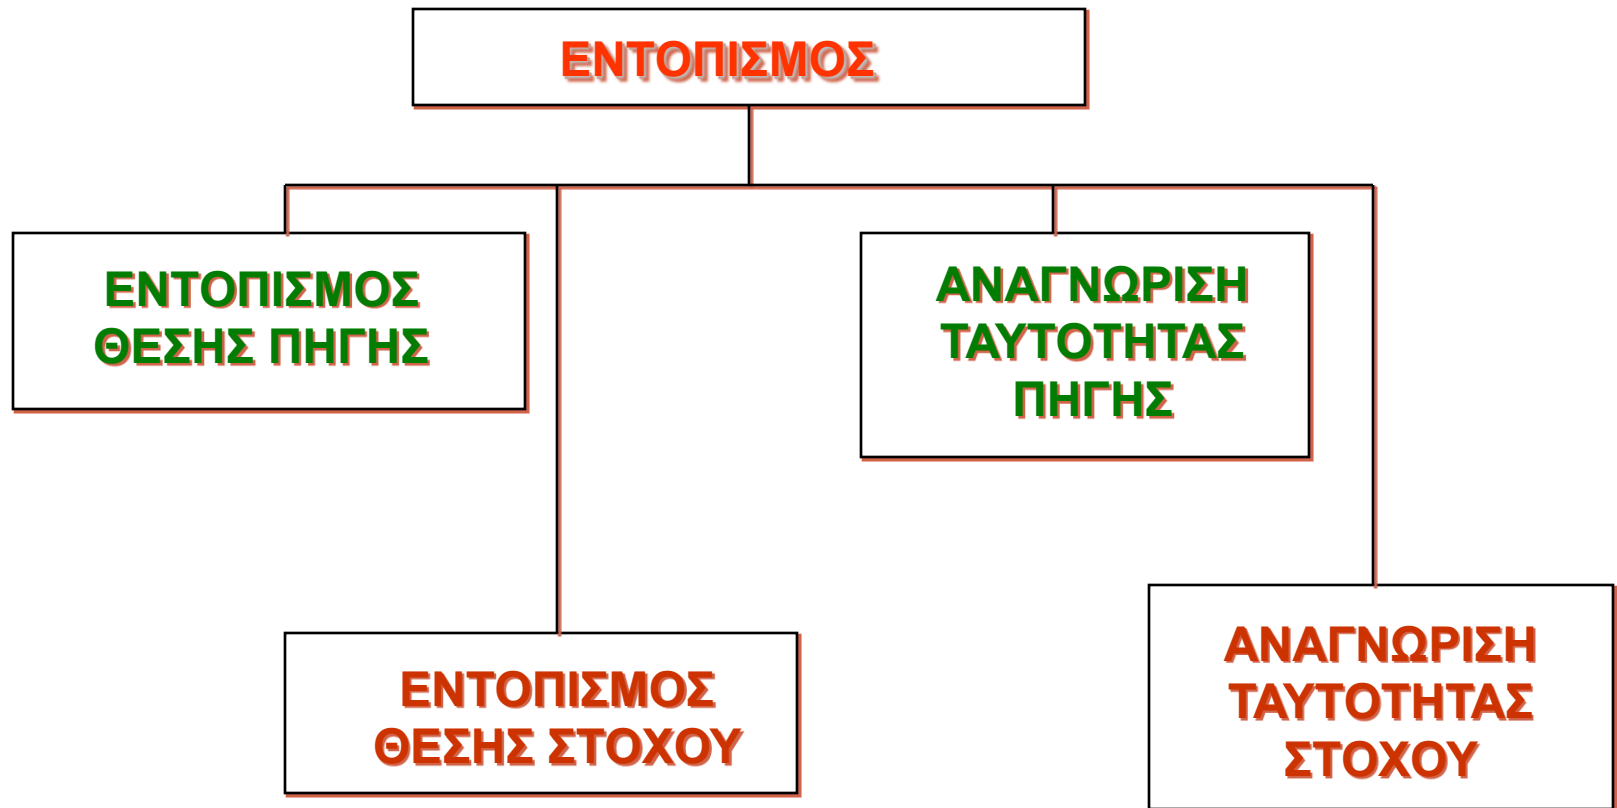 ΕΝΤΟΠΙΣΜΟΣ
ΕΝΤΟΠΙΣΜΟΣ
ΘΕΣΗΣ ΠΗΓΗΣ
ΑΝΑΓΝΩΡΙΣΗ
ΤΑΥΤΟΤΗΤΑΣ
ΠΗΓΗΣ
ΕΝΤΟΠΙΣΜΟΣ
ΘΕΣΗΣ ΣΤΟΧΟΥ
ΑΝΑΓΝΩΡΙΣΗ
ΤΑΥΤΟΤΗΤΑΣ
ΣΤΟΧΟΥ